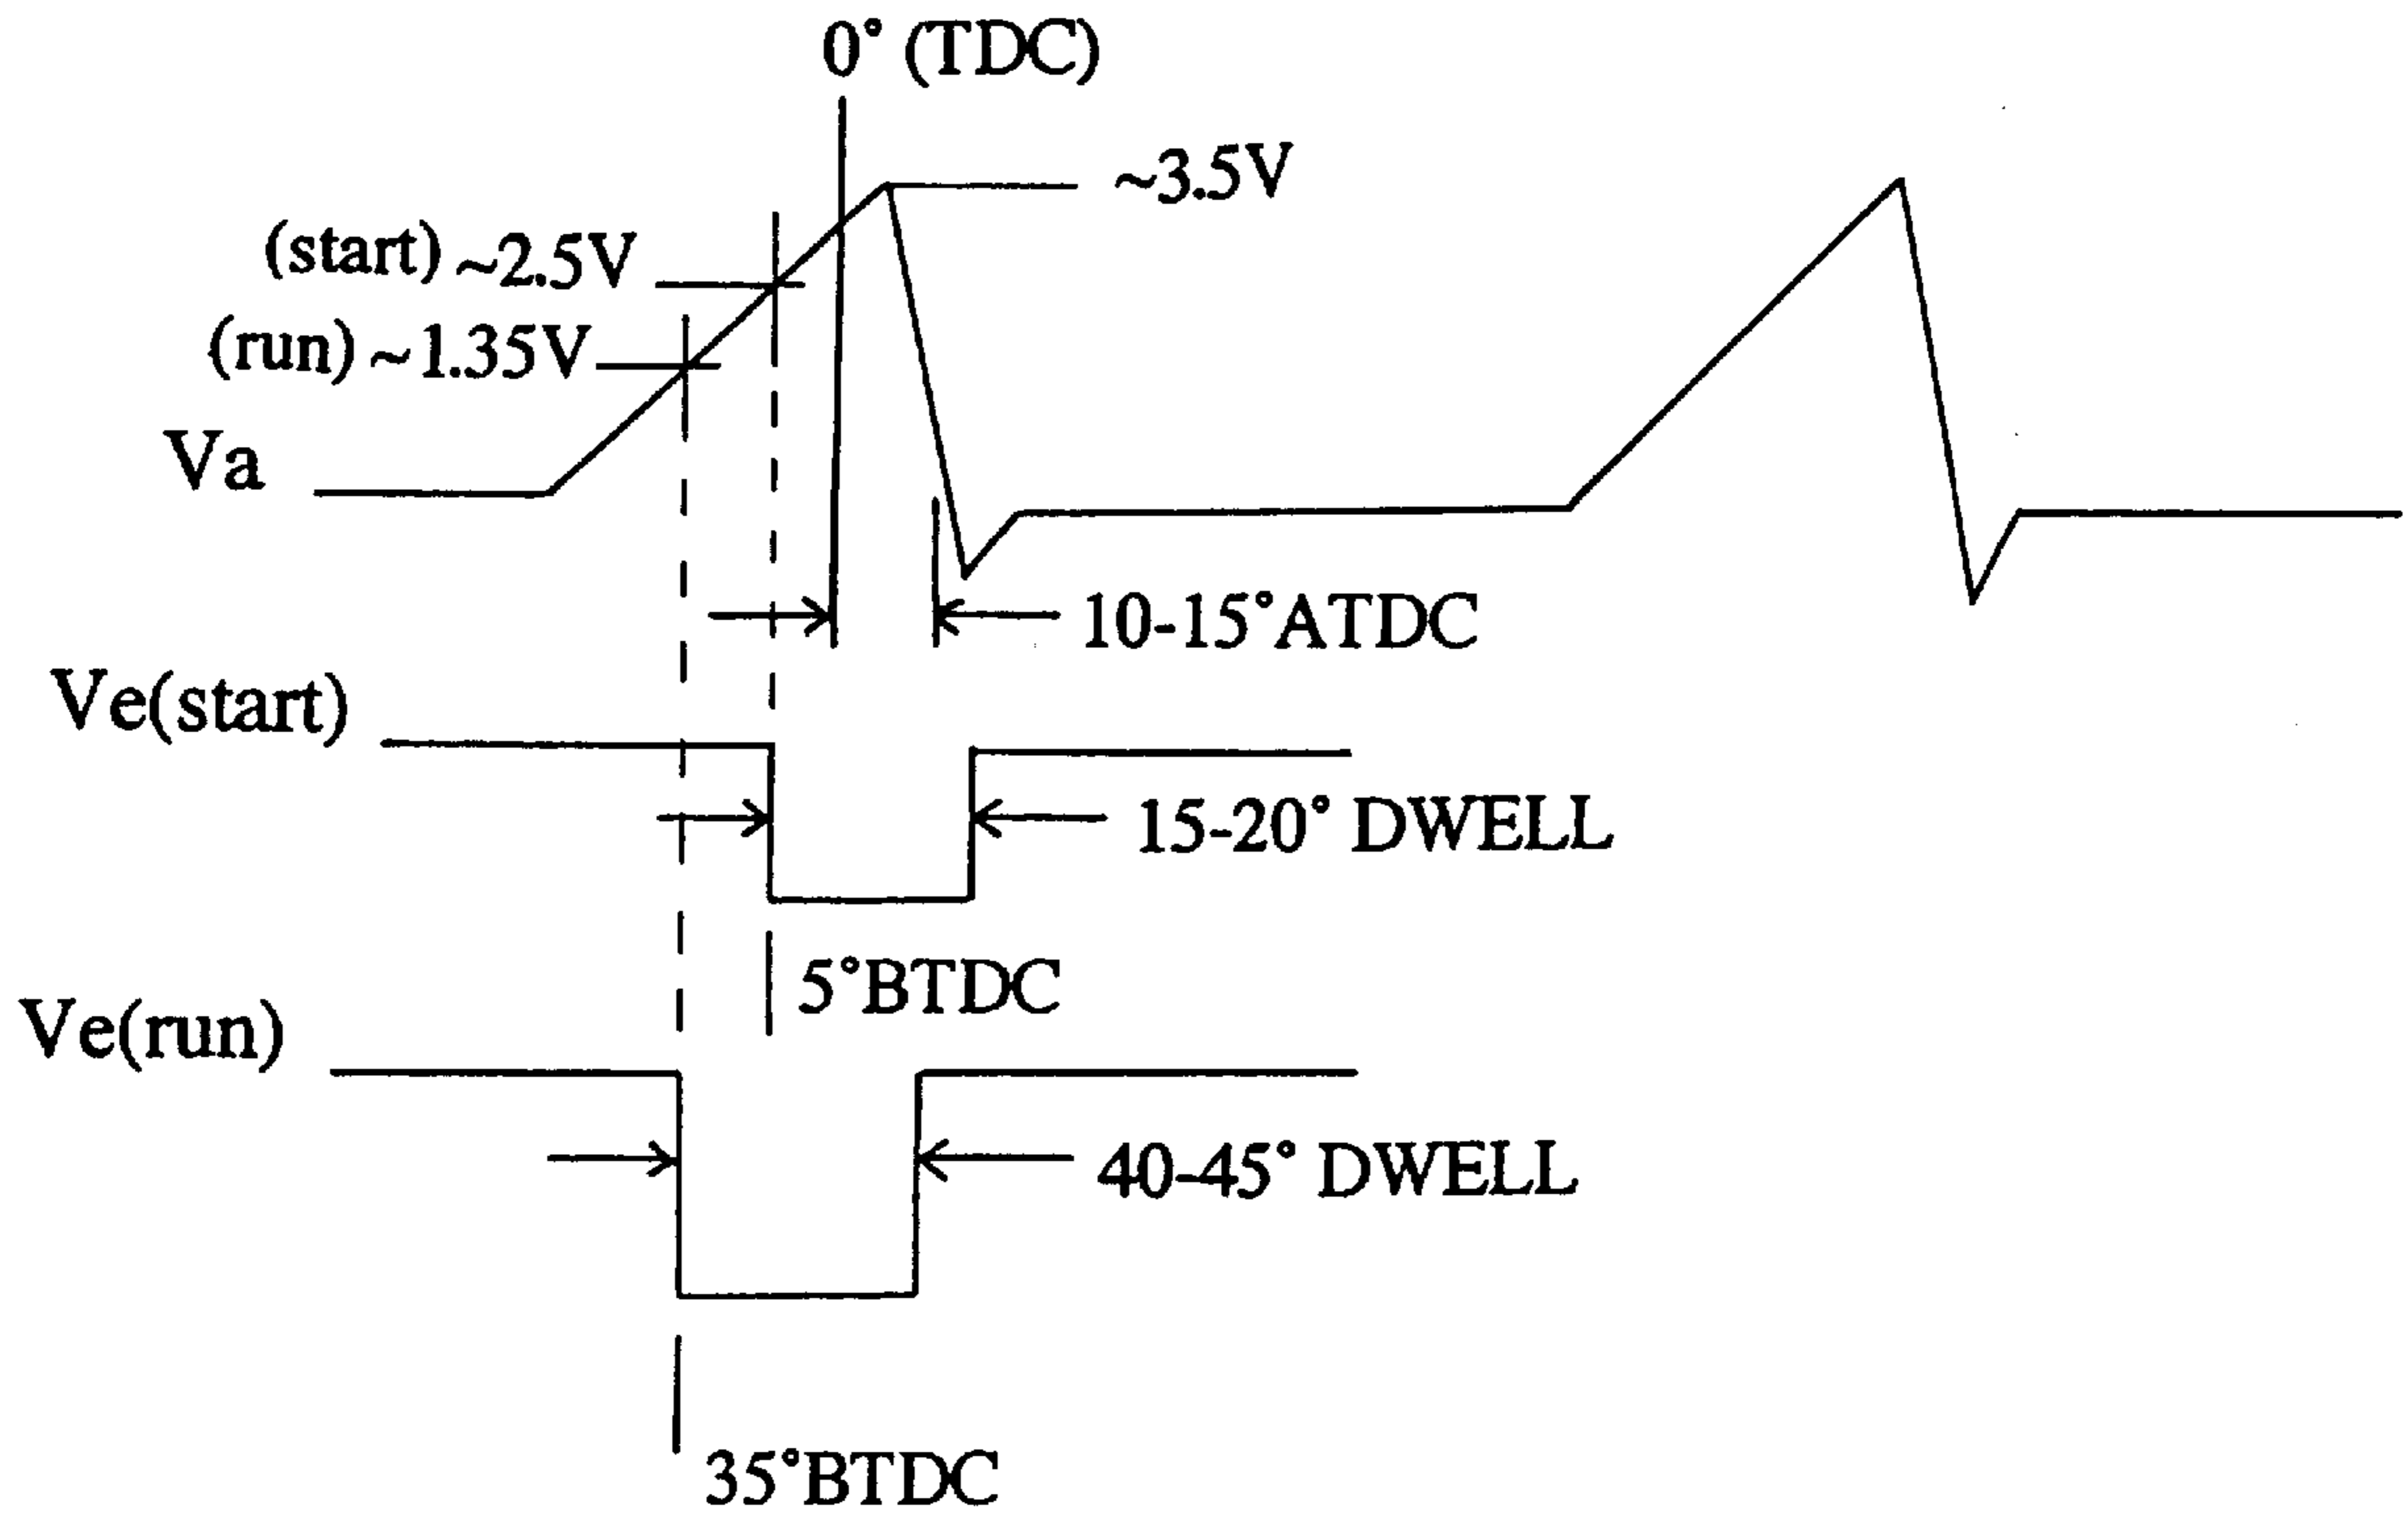 0° (TDC)
~3.5V
(start) ~2.5V
(run) ~1.35V
Va
10-15°ATDC
Ve(start)
15-20° DWELL
5°BTDC
Ve(run)
40-45° DWELL
35°BTDC